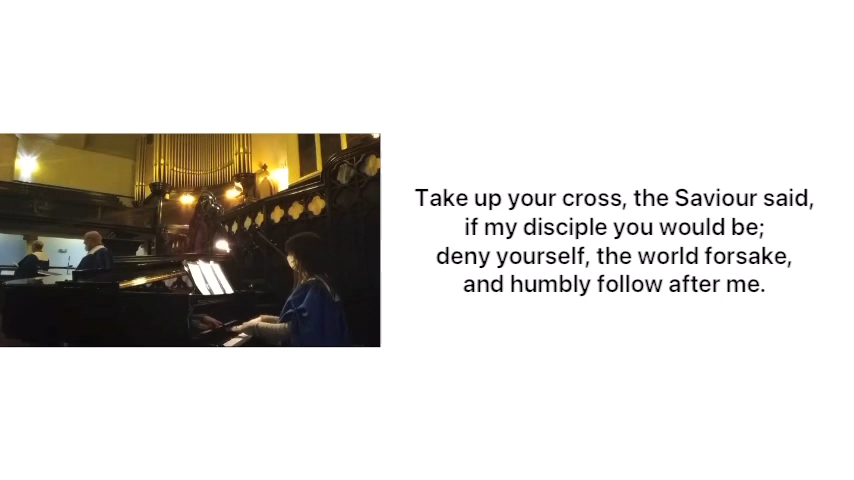 Take up your cross, the Saviour said,
if my disciple you would be;
deny yourself, the world forsake,
and humbly follow after me.